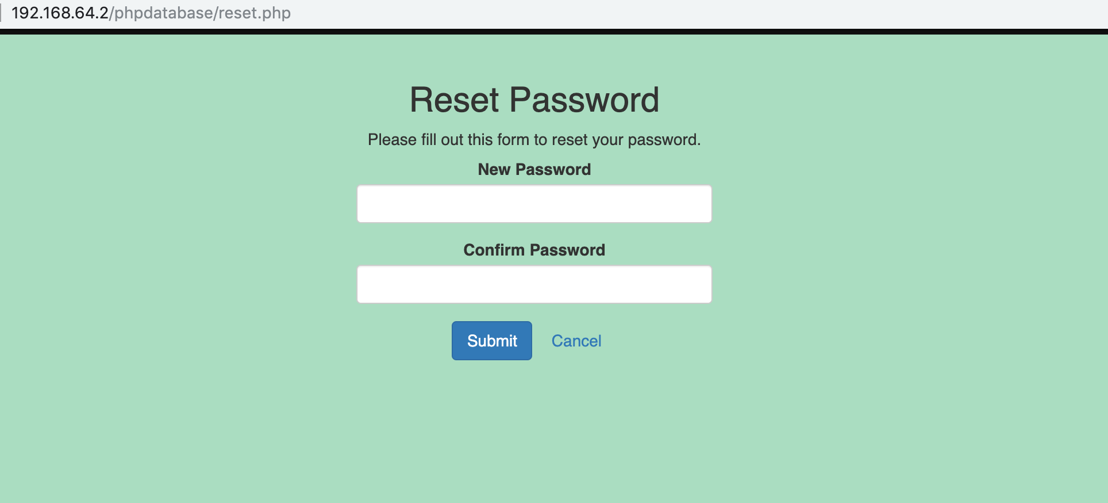 192.168.64.2/phpdatabase/reset.php
Reset Password
Please fill out this form to reset your password.
New Password
Confirm Password
Submit Cancel